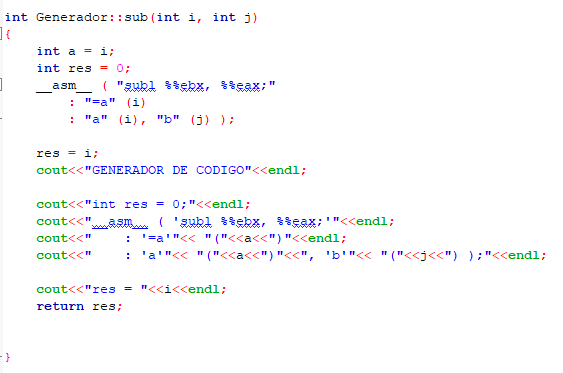 int Generador::sub(int i, int j)
{
int a = i;
int res = 0;
__asm__ ( "subl %%ebx, %%eax;"
: "=a" (i)
: "a" (i), "b" (j) );
res = i;
cout<<"GENERADOR DE CODIGO"<<endl;
cout<<"int res = 0;"<<endl;
cout<<"__asm__ ( 'subl %%ebx, %%eax;'"<<endl;
cout<<"    : '=a'"<< "("<<a<<")"<<endl;
cout<<"    : 'a'"<< "("<<a<<")"<<", 'b'"<< "("<<j<<") );"<<endl;
cout<<"res = "<<i<<endl;
return res;
}